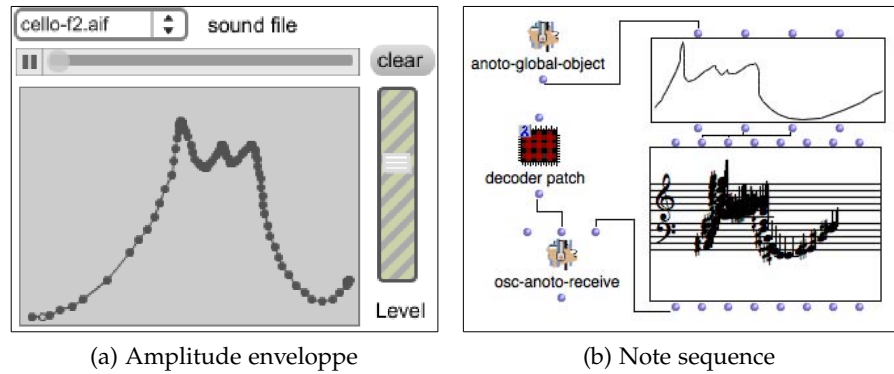 cello-f2.aif
sound file
clear
Level
anoto-global-object
decoder patch
osc-anoto-receive
(a) Amplitude enveloppe
(b) Note sequence